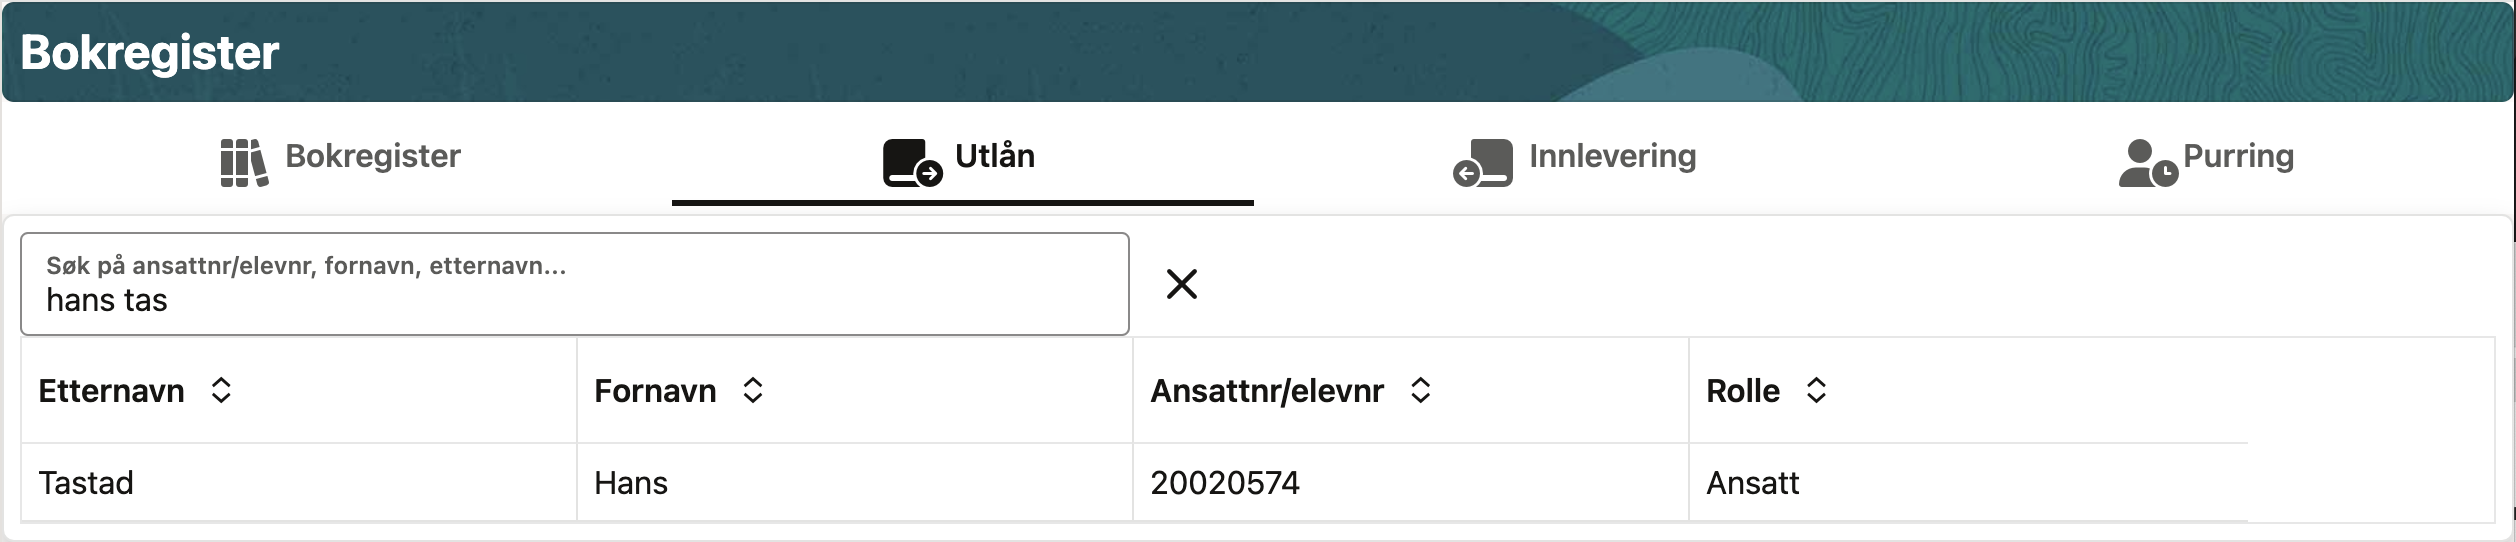 Bokregister
Bokregister Utlån Innlevering Purring
Søk på ansattnr/elevnr, fornavn, etternavn...
hans tas
Etternavn Fornavn Ansattnr/elevnr Rolle
Tastad Hans 20020574 Ansatt